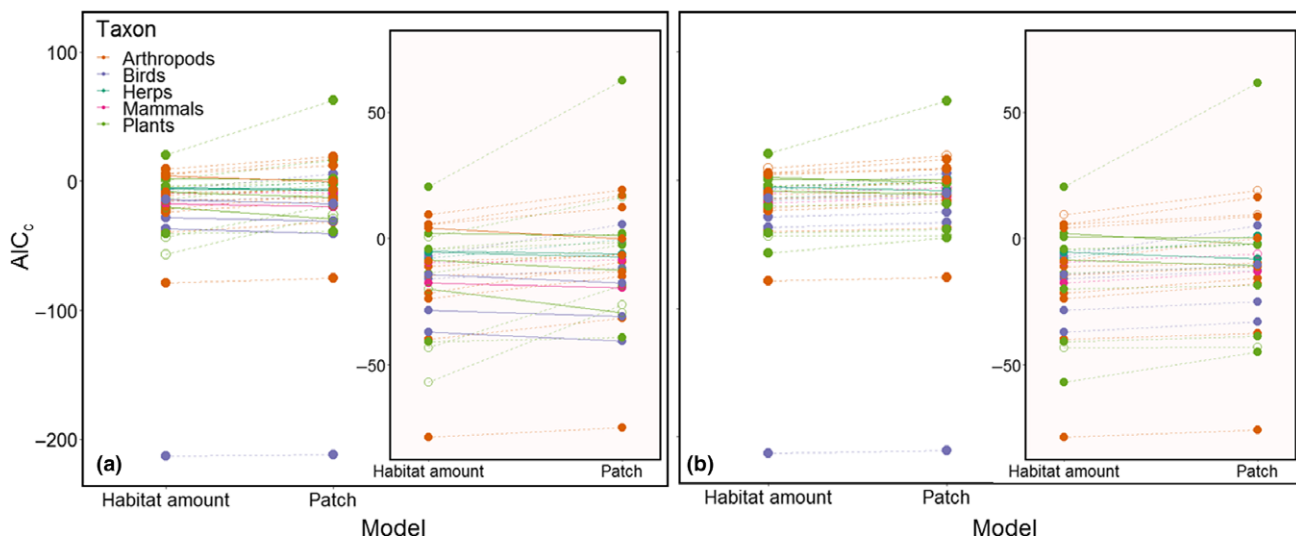 Taxon
Arthropods
Birds
Herps
Mammals
Plants
AICc
100
0
−100
−200
50
0
−50
(a)
Habitat amount
Patch
Habitat amount
Patch
Model
50
0
−50
(b)
Habitat amount
Patch
Habitat amount
Patch
Model